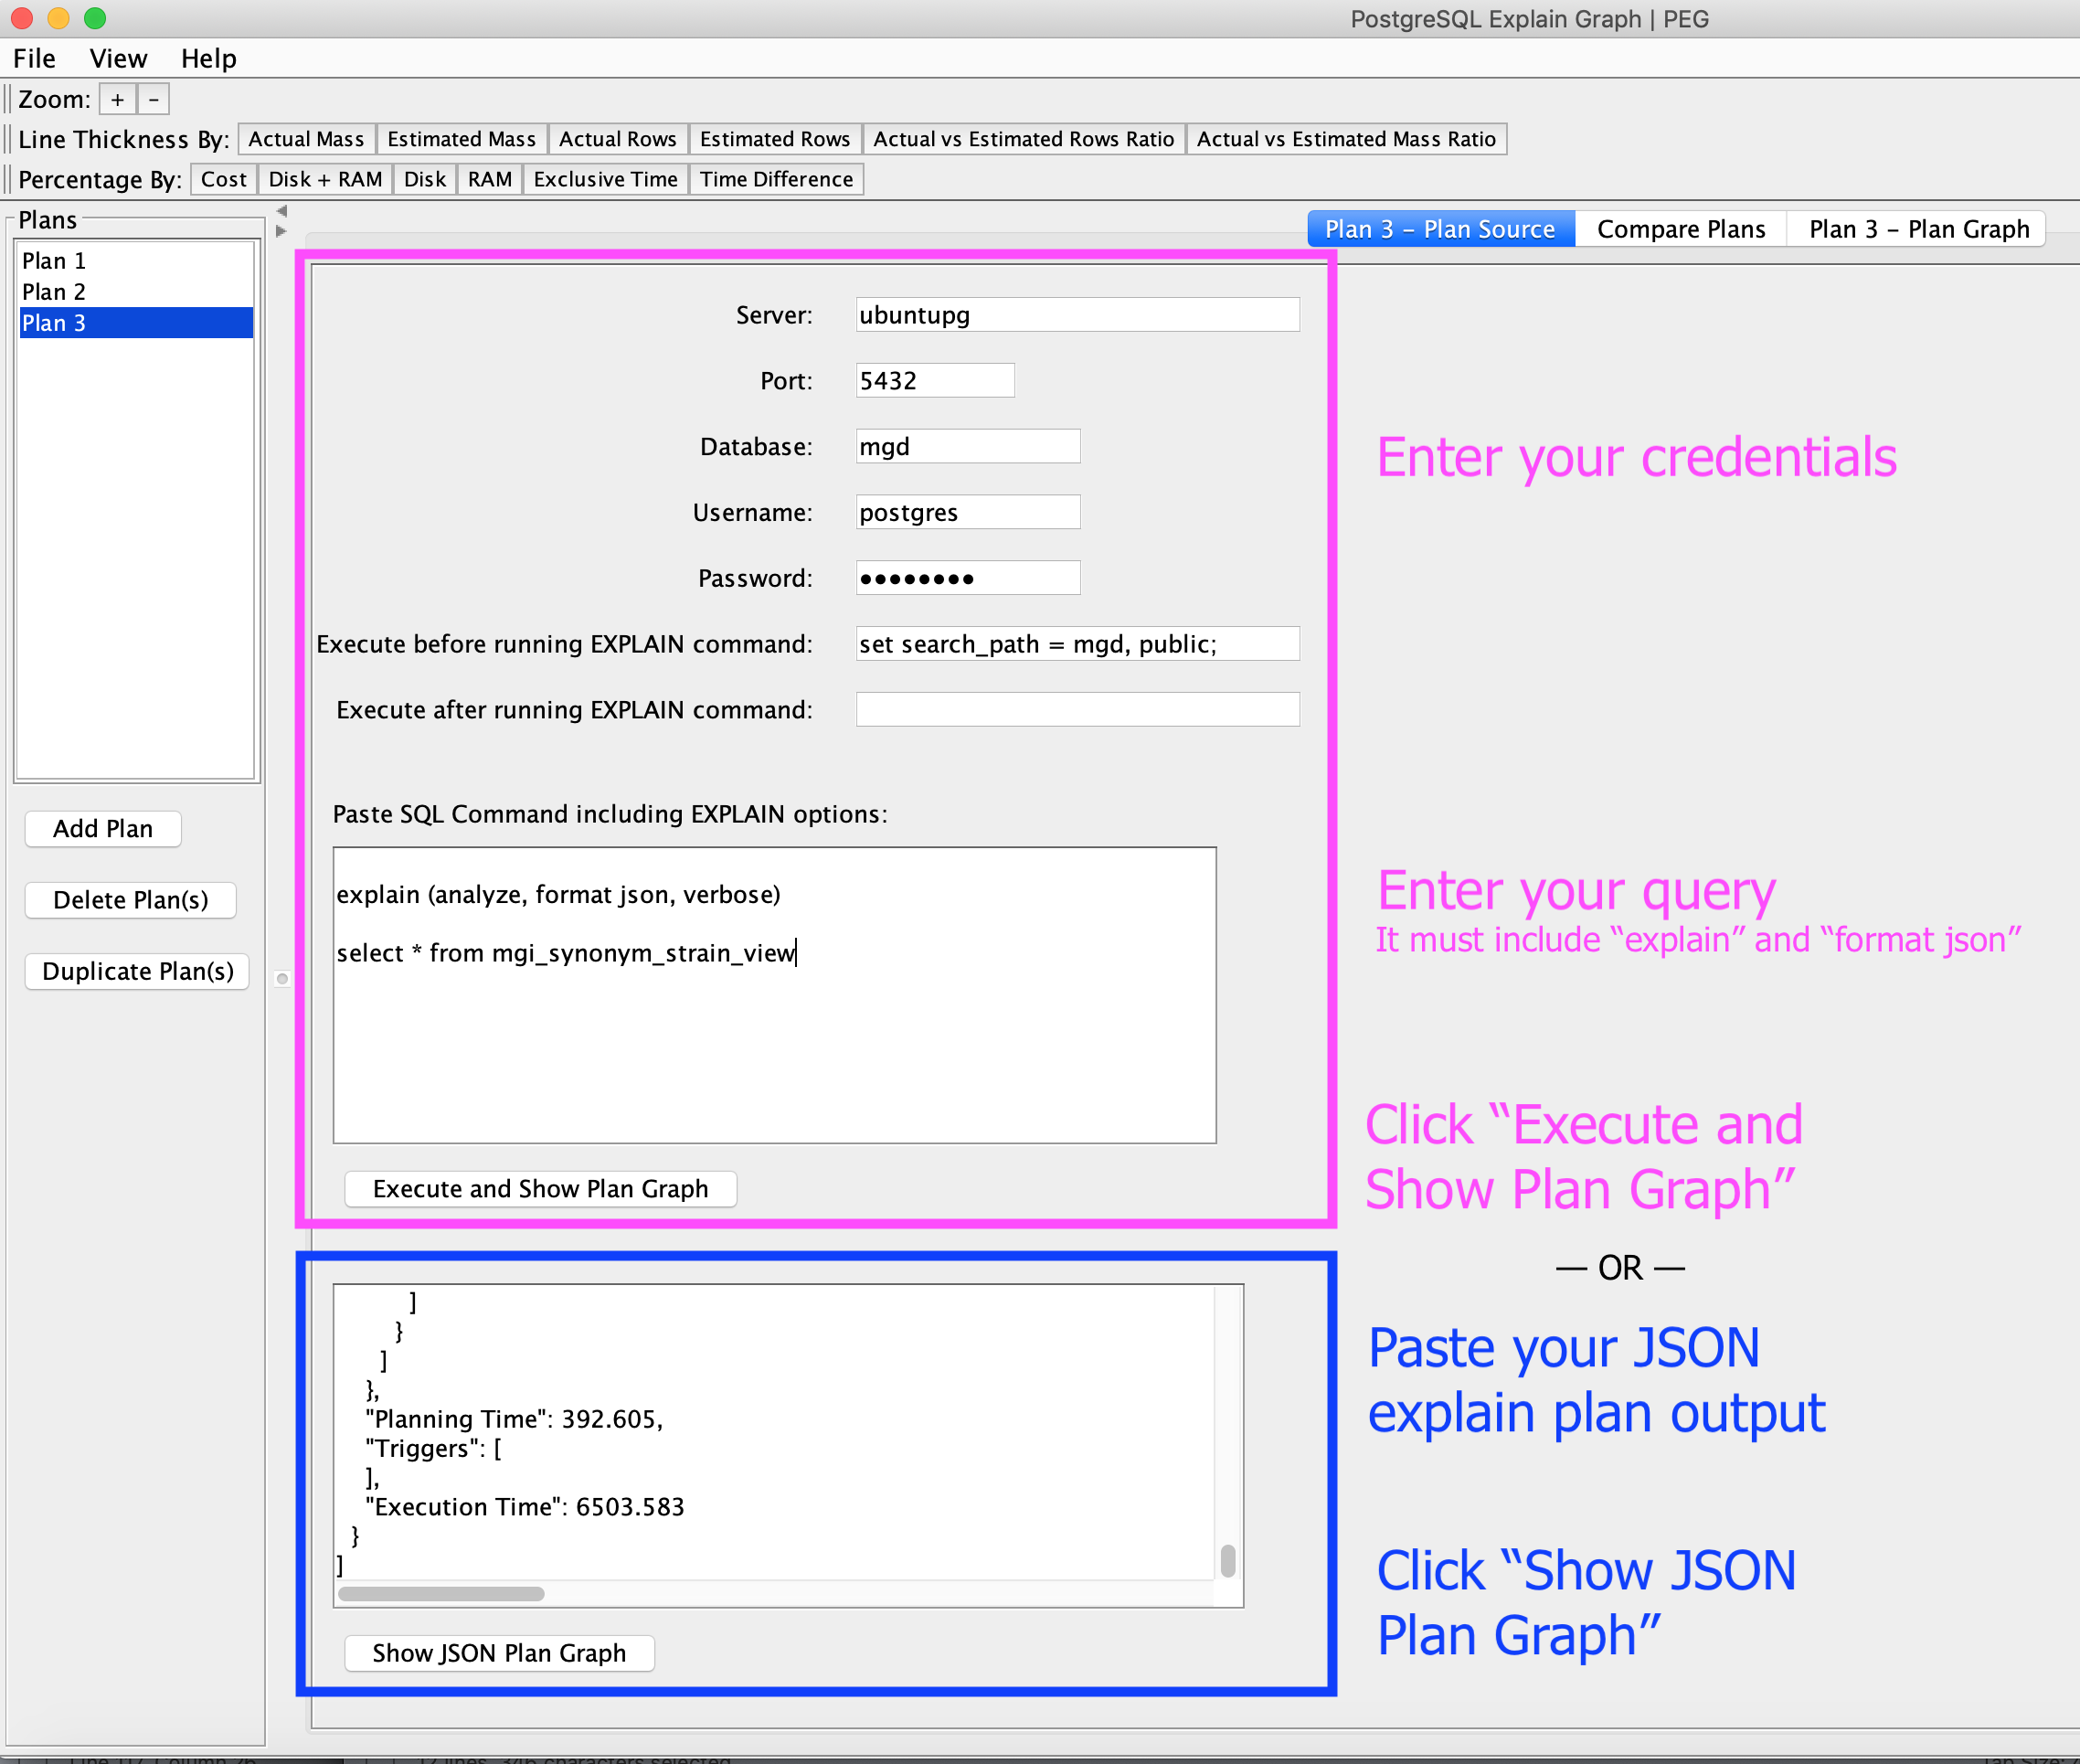 PostgreSQL Explain Graph | PEG
File View Help
Zoom: + -
Line Thickness By: Actual Mass Estimated Mass Actual Rows Estimated Rows Actual vs Estimated Rows Ratio Actual vs Estimated Mass Ratio
Percentage By: Cost Disk + RAM Disk RAM Exclusive Time Time Difference
Plans
Plan 1
Plan 2
Plan 3
Add Plan
Delete Plan(s)
Duplicate Plan(s)
Plan 3 – Plan Source Compare Plans Plan 3 – Plan Graph
Server: ubuntupg
Port: 5432
Database: mgd
Username: postgres
Password: ••••••••
Execute before running EXPLAIN command: set search_path = mgd, public;
Execute after running EXPLAIN command:
Enter your credentials
Paste SQL Command including EXPLAIN options:
explain (analyze, format json, verbose)
select * from mgi_synonym_strain_view
Enter your query
It must include “explain” and “format json”
Execute and Show Plan Graph
Click “Execute and
Show Plan Graph”
— OR —
]
}
]
},
"Planning Time": 392.605,
"Triggers": [
],
"Execution Time": 6503.583
}
]
Show JSON Plan Graph
Paste your JSON
explain plan output
Click “Show JSON
Plan Graph”